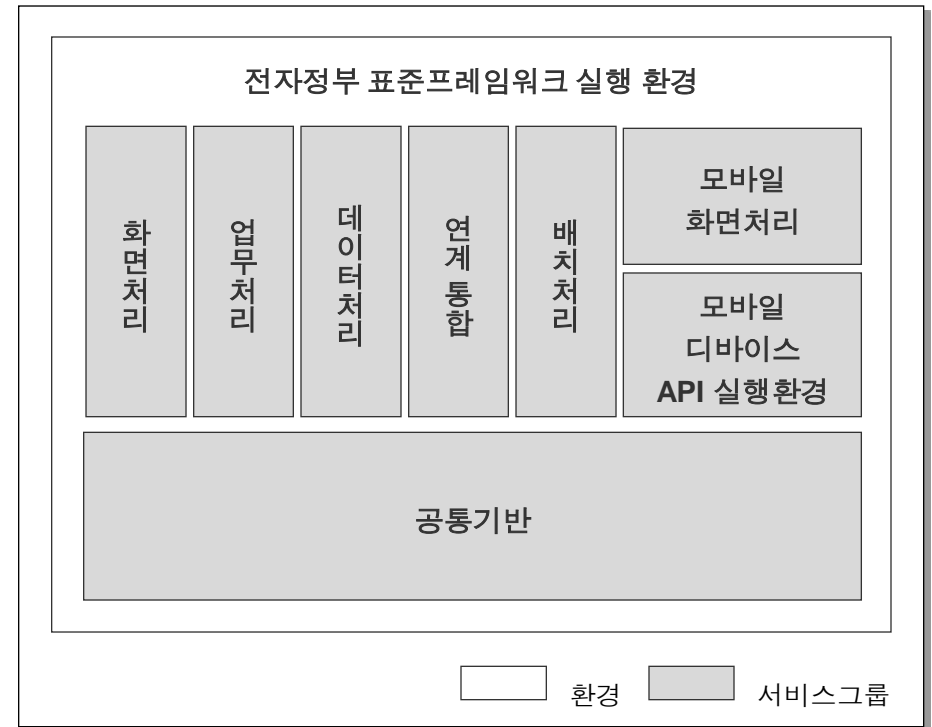 전자정부 표준프레임워크 실행 환경
화면처리
업무처리
데이터처리
연계 통합
배치처리
모바일
화면처리
모바일
디바이스
API 실행환경
공통기반
환경
서비스그룹